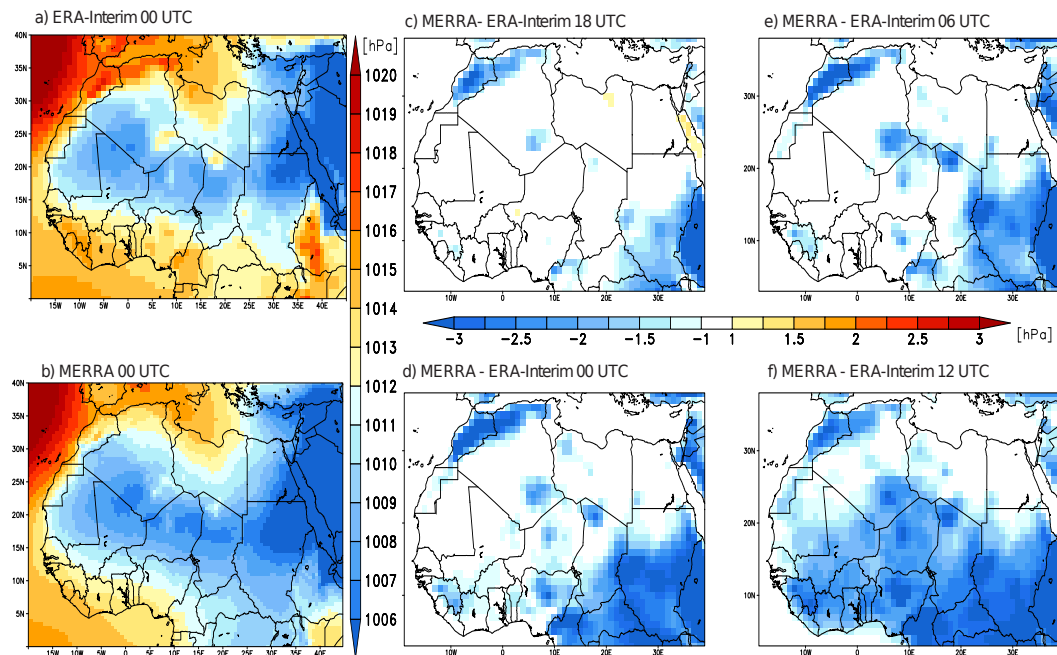 a) ERA-Interim 00 UTC
40N
35N
30N
25N
20N
15N
10N
5N
15W 10W 5W 0 5E 10E 15E 20E 25E 30E 35E 40E
[hPa]
1020
1019
1018
1017
1016
1015
1014
1013
1012
1011
1010
1009
1008
1007
1006
b) MERRA 00 UTC
40N
35N
30N
25N
20N
15N
10N
5N
15W 10W 5W 0 5E 10E 15E 20E 25E 30E 35E 40E
c) MERRA- ERA-Interim 18 UTC
10W 0 10E 20E 30E
e) MERRA - ERA-Interim 06 UTC
30N
20N
10N
10W 0 10E 20E 30E
-3 -2.5 -2 -1.5 -1 1 1.5 2 2.5 3
[hPa]
d) MERRA - ERA-Interim 00 UTC
10W 0 10E 20E 30E
f) MERRA - ERA-Interim 12 UTC
30N
20N
10N
10W 0 10E 20E 30E